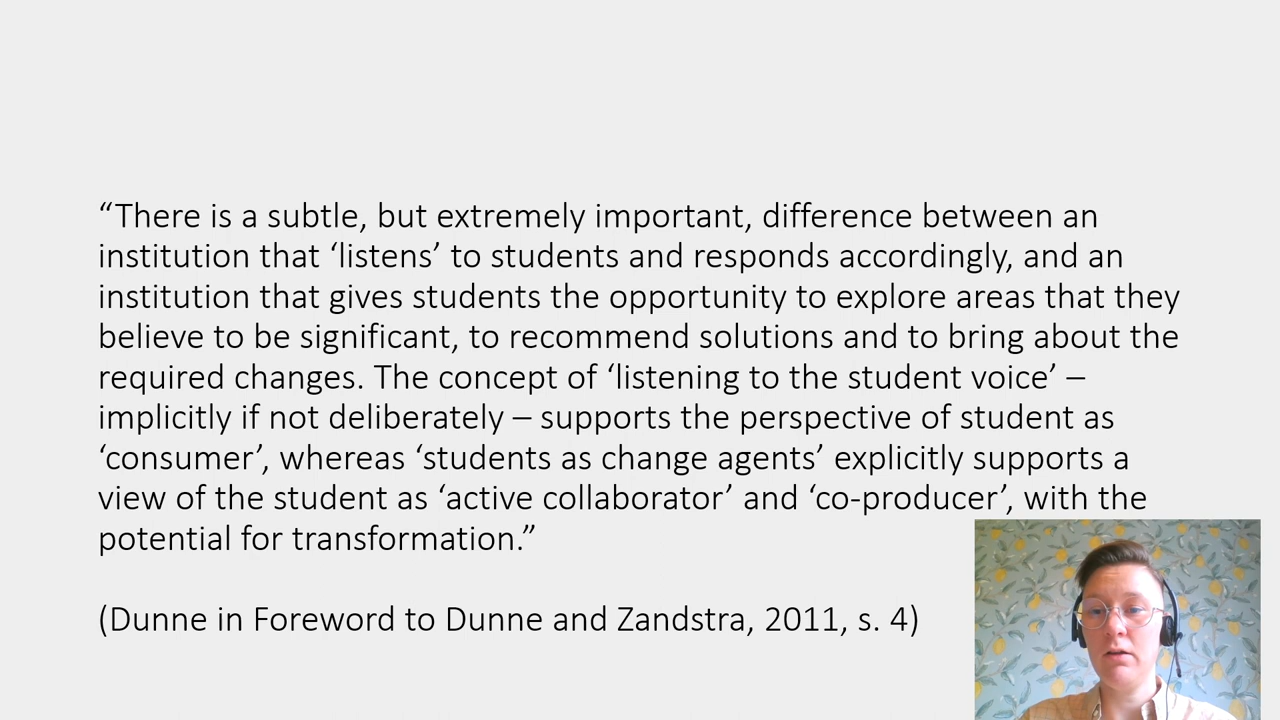 “There is a subtle, but extremely important, difference between an
institution that ‘listens’ to students and responds accordingly, and an
institution that gives students the opportunity to explore areas that they
believe to be significant, to recommend solutions and to bring about the
required changes. The concept of ‘listening to the student voice’ –
implicitly if not deliberately – supports the perspective of student as
‘consumer’, whereas ‘students as change agents’ explicitly supports a
view of the student as ‘active collaborator’ and ‘co-producer’, with the
potential for transformation.”
(Dunne in Foreword to Dunne and Zandstra, 2011, s. 4)